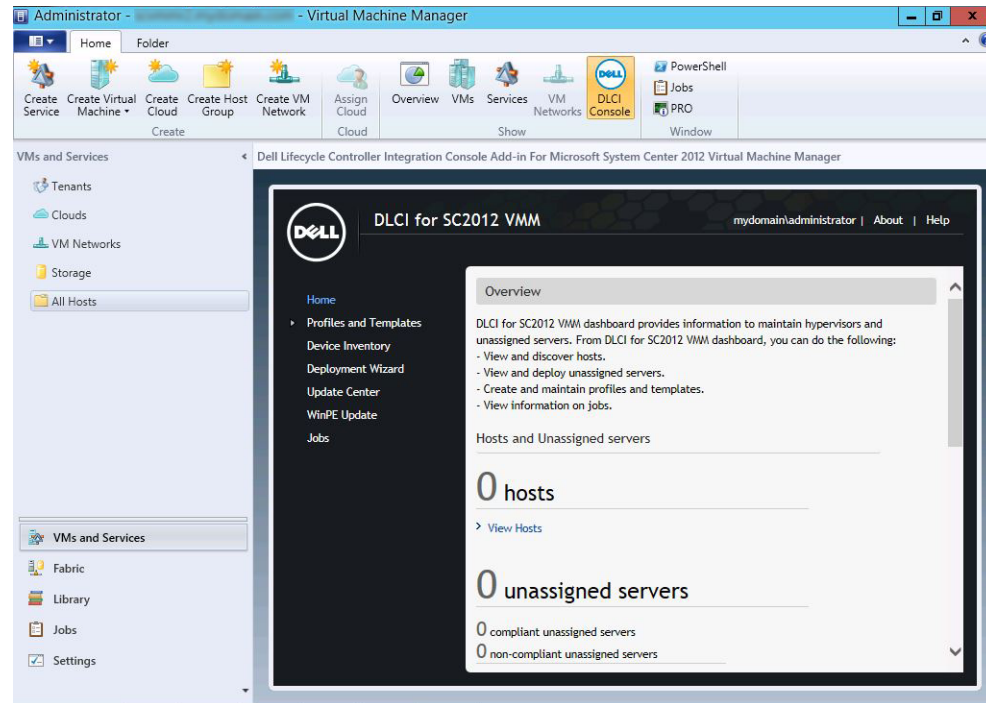 Administrator - - Virtual Machine Manager
Home Folder
Create Service Create Virtual Machine Create Cloud Create Host Group Create VM Network Assign Cloud Overview VMs Services VM Networks DELL DLCI Console PowerShell
Jobs
PRO
Create Cloud Show Window
VMs and Services
Dell Lifecycle Controller Integration Console Add-in For Microsoft System Center 2012 Virtual Machine Manager
Tenants
Clouds
VM Networks
Storage
All Hosts
VMs and Services
Fabric
Library
Jobs
Settings
DELL
DLCI for SC2012 VMM
mydomain\administrator | About | Help
Home
Profiles and Templates
Device Inventory
Deployment Wizard
Update Center
WinPE Update
Jobs
Overview
DLCI for SC2012 VMM dashboard provides information to maintain hypervisors and
unassigned servers. From DLCI for SC2012 VMM dashboard, you can do the following:
- View and discover hosts.
- View and deploy unassigned servers.
- Create and maintain profiles and templates.
- View information on jobs.
Hosts and Unassigned servers
0 hosts
> View Hosts
0 unassigned servers
0 compliant unassigned servers
0 non-compliant unassigned servers